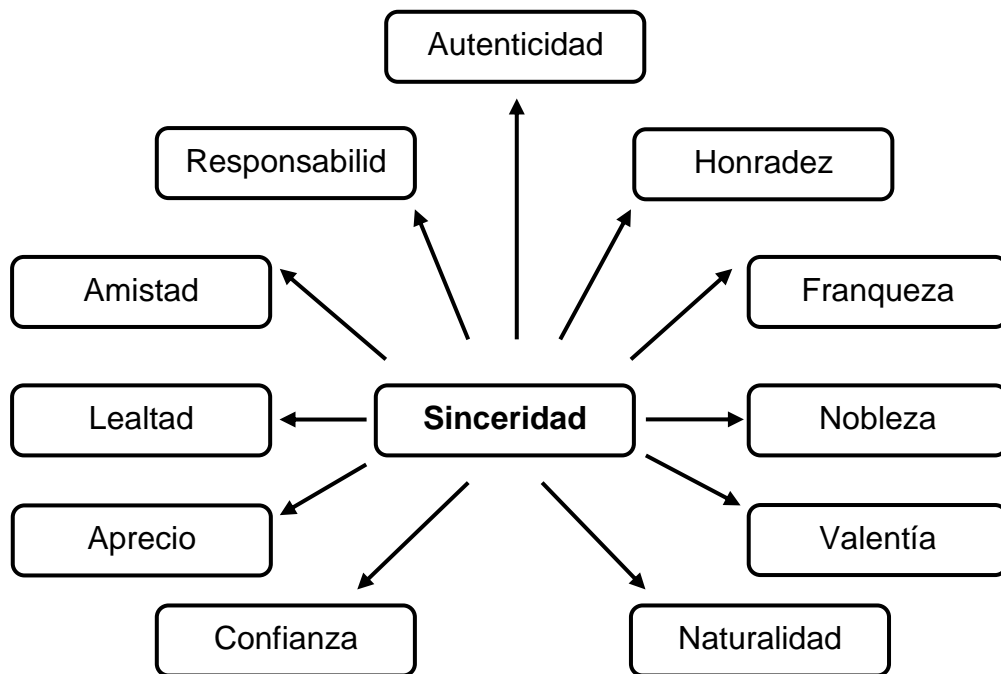 Autenticidad
Responsabilid
Honradez
Amistad
Franqueza
Lealtad
Sinceridad
Nobleza
Aprecio
Valentía
Confianza
Naturalidad